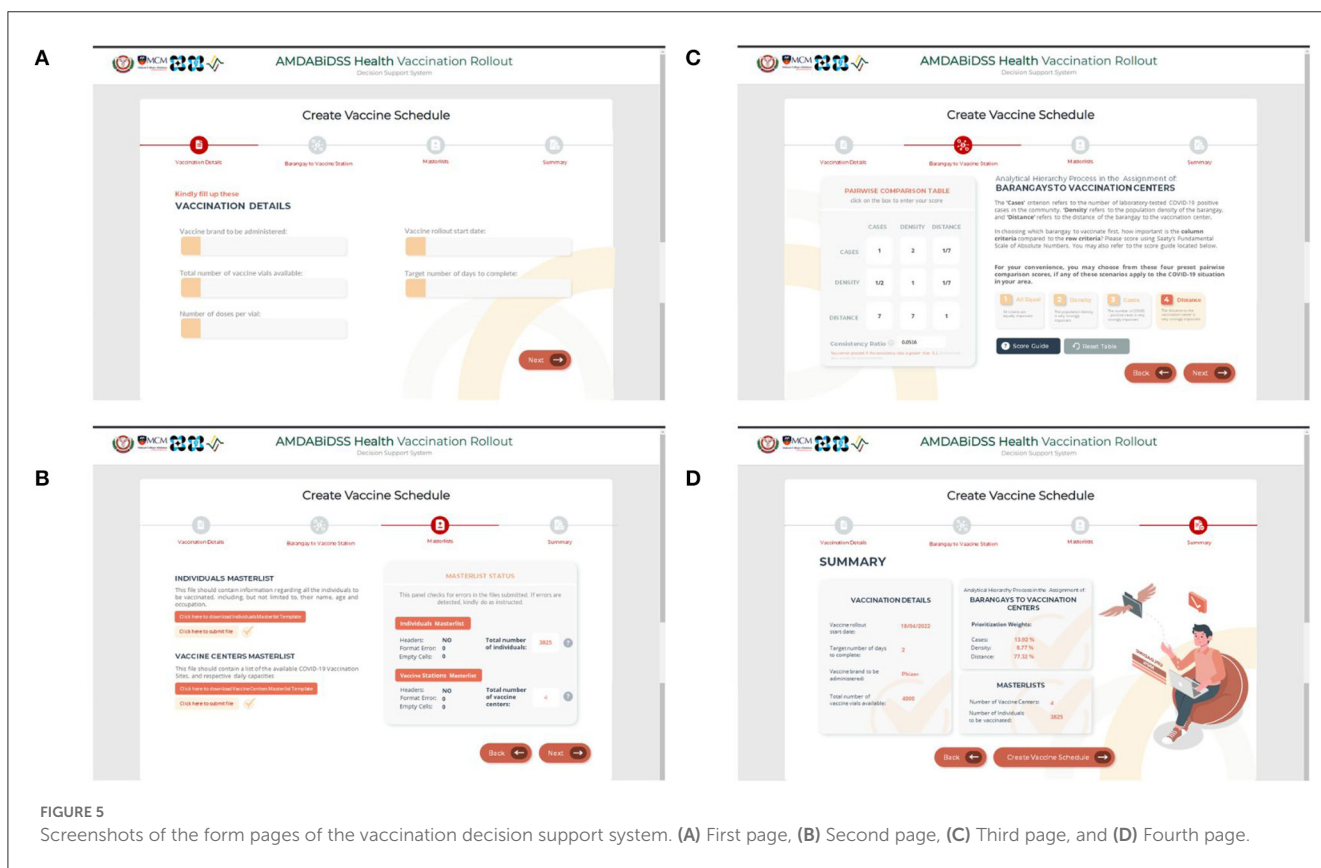 A
MCM
AMDABiDSS Health Vaccination Rollout
Decision Support System
Create Vaccine Schedule
Vaccination Details
Barangay to Vaccine Station
Masterlists
Summary
Kindly fill up these
VACCINATION DETAILS
Vaccine brand to be administered:
Vaccine rollout start date:
Total number of vaccine vials available:
Target number of days to complete:
Number of doses per vial:
Next
C
MCM
AMDABiDSS Health Vaccination Rollout
Decision Support System
Create Vaccine Schedule
Vaccination Details
Barangay to Vaccine Station
Masterlists
Summary
PAIRWISE COMPARISON TABLE
click on the box to enter your
score
CASES DENSITY DISTANCE
CASES 1 2 1/7
DENSITY 1/2 1 1/7
DISTANCE 7 7 1
Consistency Ratio 0.0516
Analytical Hierarchy Process in the Assignment of:
BARANGAYS TO VACCINATION CENTERS
The 'Cases' criterion refers to the number of laboratory-tested COVID-19 positive
cases in the community. 'Density' refers to the population density of the barangay,
and 'Distance' refers to the distance of the barangay to the vaccination center.
In choosing which barangay to vaccinate first, how important is the column
criteria compared to the row criteria? Please score using Saaty's Fundamental
Scale of Absolute Numbers. You may also refer to the score guide located below.
For your convenience, you may choose from these four preset pairwise
comparison scores, if any of these scenarios apply to the COVID-19 situation
in your area.
1 All Equal
2 Density
3 Cases
4 Distance
Score Guide
Reset Table
Back
Next
B
MCM
AMDABiDSS Health Vaccination Rollout
Decision Support System
Create Vaccine Schedule
Vaccination Details
Barangay to Vaccine Station
Masterlists
Summary
INDIVIDUALS MASTERLIST
This file should contain information regarding all the individuals to
be vaccinated, including, but not limited to, their name, age and
occupation.
Click here to download Individuals Masterlist Template
Click here to submit file
VACCINE CENTERS MASTERLIST
This file should contain a list of the available COVID-19 Vaccination
Sites, and respective daily capacities
Click here to download Vaccine Centers Masterlist Template
Click here to submit file
MASTERLIST STATUS
This panel checks for errors in the files submitted. If errors are
detected, kindly do as instructed.
Individuals Masterlist
Headers: NO
Format Error: 0
Empty Cells: 0
Total number
of individuals:
3825
Vaccine Stations Masterlist
Headers: NO
Format Error: 0
Empty Cells: 0
Total number
of vaccine
centers:
4
Back
Next
D
MCM
AMDABiDSS Health Vaccination Rollout
Decision Support System
Create Vaccine Schedule
Vaccination Details
Barangay to Vaccine Station
Masterlists
Summary
SUMMARY
VACCINATION DETAILS
Vaccine rollout
start date:
18/04/2022
Target number of days
to complete:
2
Vaccine brand to be
administered:
Pfizer
Total number of
vaccine vials available:
4000
Analytical Hierarchy Process in the Assignment of:
BARANGAYS TO VACCINATION
CENTERS
Prioritization Weights:
Cases: 13.92 %
Density: 8.77 %
Distance: 77.32 %
MASTERLISTS
Number of Vaccine Centers: 4
Number of Individuals
to be vaccinated:
3825
Back
Create Vaccine Schedule
FIGURE 5
Screenshots of the form pages of the vaccination decision support system. (A) First page, (B) Second page, (C) Third page, and (D) Fourth page.